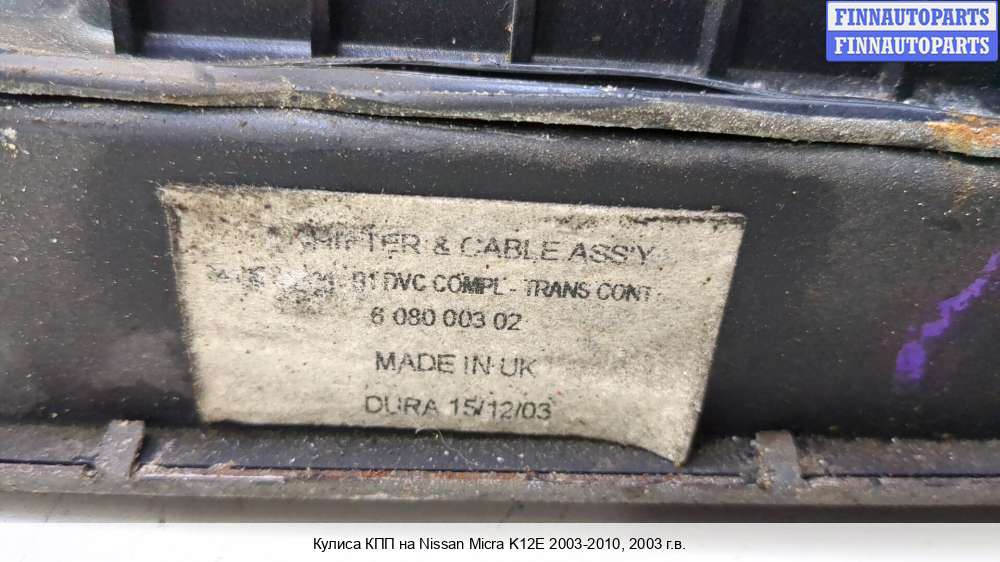 FINNAUTOPARTS
FINNAUTOPARTS
SHIFTER & CABLE ASS'Y
DVC COMPL - TRANS CONT
6 080 003 02
MADE IN UK
DURA 15/12/03
Кулиса КПП на Nissan Micra K12E 2003-2010, 2003 г.в.